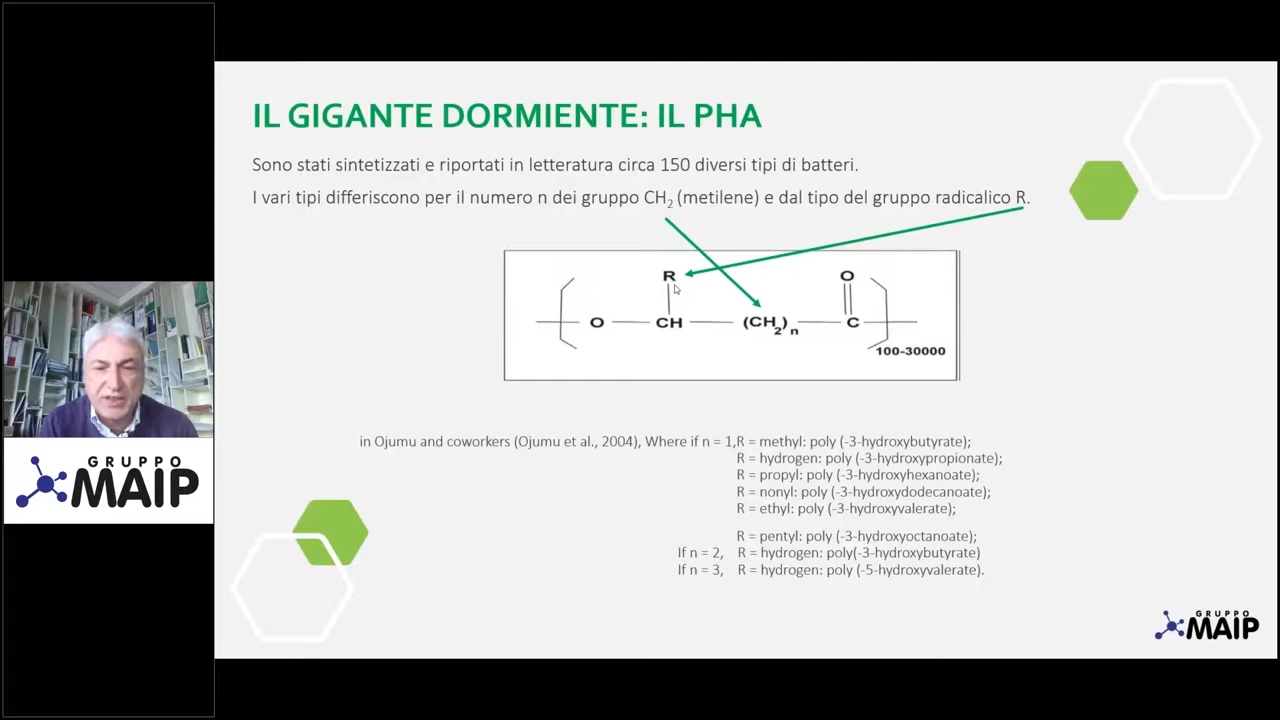 IL GIGANTE DORMIENTE: IL PHA
Sono stati sintetizzati e riportati in letteratura circa 150 diversi tipi di batteri.
I vari tipi differiscono per il numero n dei gruppo CH₂ (metilene) e dal tipo del gruppo radicalico R.
R O
O CH (CH₂)ₙ C
100-30000
in Ojumu and coworkers (Ojumu et al., 2004), Where if n = 1,R = methyl: poly (-3-hydroxybutyrate);
R = hydrogen: poly (-3-hydroxypropionate);
R = propyl: poly (-3-hydroxyhexanoate);
R = nonyl: poly (-3-hydroxydodecanoate);
R = ethyl: poly (-3-hydroxyvalerate);
R = pentyl: poly (-3-hydroxyoctanoate);
If n = 2, R = hydrogen: poly(-3-hydroxybutyrate)
If n = 3, R = hydrogen: poly (-5-hydroxyvalerate).
GRUPPO
MAIP
GRUPPO
MAIP